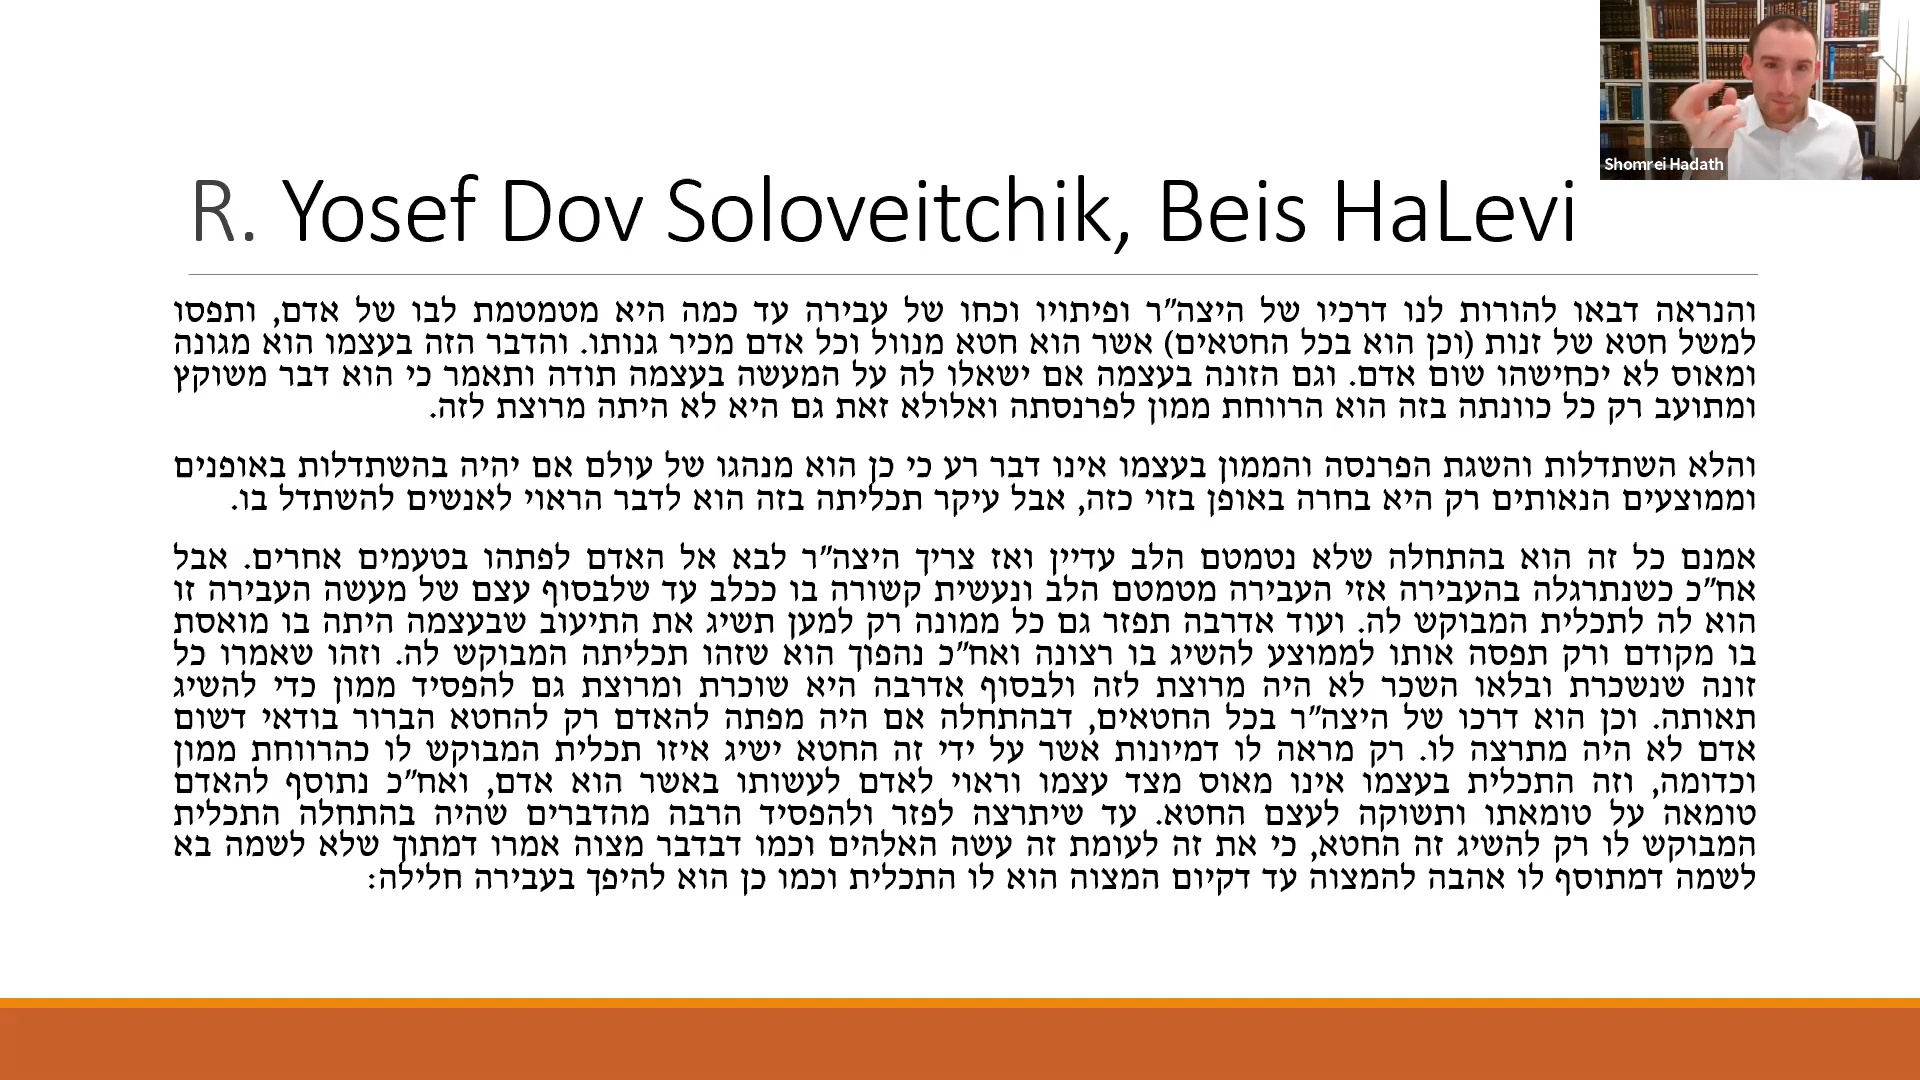 Shomrei Hadath
R. Yosef Dov Soloveitchik, Beis HaLevi
והנראה דבאו להורות לנו דרכיו של היצה״ר ופיתויו וכחו של עבירה עד כמה היא מטמטמת לבו של אדם, ותפסו
למשל חטא של זנות (וכן הוא בכל החטאים) אשר הוא חטא מנוול וכל אדם מכיר גנותו. והדבר הזה בעצמו הוא מגונה
ומאוס לא יכחישהו שום אדם. וגם הזונה בעצמה אם ישאלו לה על המעשה בעצמה תודה ותאמר כי הוא דבר משוקץ
ומתועב רק כל כוונתה בזה הוא הרווחת ממון לפרנסתה ואלולא זאת גם היא לא היתה מרוצת לזה.
והלא השתדלות והשגת הפרנסה והממון בעצמו אינו דבר רע כי כן הוא מנהגו של עולם אם יהיה בהשתדלות באופנים
וממוצעים הנאותים רק היא בחרה באופן בזוי כזה, אבל עיקר תכליתה בזה הוא לדבר הראוי לאנשים להשתדל בו.
אמנם כל זה הוא בהתחלה שלא נטמטם הלב עדיין ואז צריך היצה״ר לבא אל האדם לפתהו בטעמים אחרים. אבל
אח״כ כשנתרגלה בהעבירה אזי העבירה מטמטם הלב ונעשית קשורה בו ככלב עד שלבסוף עצם של מעשה העבירה זו
הוא לה לתכלית המבוקש לה. ועוד אדרבה תפזר גם כל ממונה רק למען תשיג את התיעוב שבעצמה היתה בו מואסת
בו מקודם ורק תפסה אותו לממוצע להשיג בו רצונה ואח״כ נהפוך הוא שזהו תכליתה המבוקש לה. וזהו שאמרו כל
זונה שנשכרת ובלאו השכר לא היה מרוצת לזה ולבסוף אדרבה היא שוכרת ומרוצת גם להפסיד ממון כדי להשיג
תאותה. וכן הוא דרכו של היצה״ר בכל החטאים, דבהתחלה אם היה מפתה להאדם רק להחטא הברור בודאי דשום
אדם לא היה מתרצה לו. רק מראה לו דמיונות אשר על ידי זה החטא ישיג איזו תכלית המבוקש לו כהרווחת ממון
וכדומה, וזה התכלית בעצמו אינו מאוס מצד עצמו וראוי לאדם לעשותו באשר הוא אדם, ואח״כ נתוסף להאדם
טומאה על טומאתו ותשוקה לעצם החטא. עד שיתרצה לפזר ולהפסיד הרבה מהדברים שהיה בהתחלה התכלית
המבוקש לו רק להשיג זה החטא, כי את זה לעומת זה עשה האלהים וכמו דבדבר מצוה אמרו דמתוך שלא לשמה בא
לשמה דמתוסף לו אהבה להמצוה עד דקיום המצוה הוא לו התכלית וכמו כן הוא להיפך בעבירה חלילה: